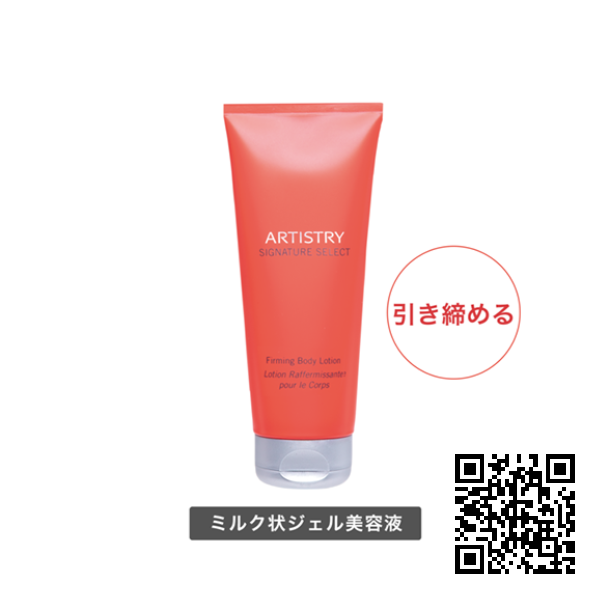 ARTISTRY
SIGNATURE SELECT
引き締める
Firming Body Lotion
Lotion Raffermissantes
pour le Corps
ミルク状ジェル美容液